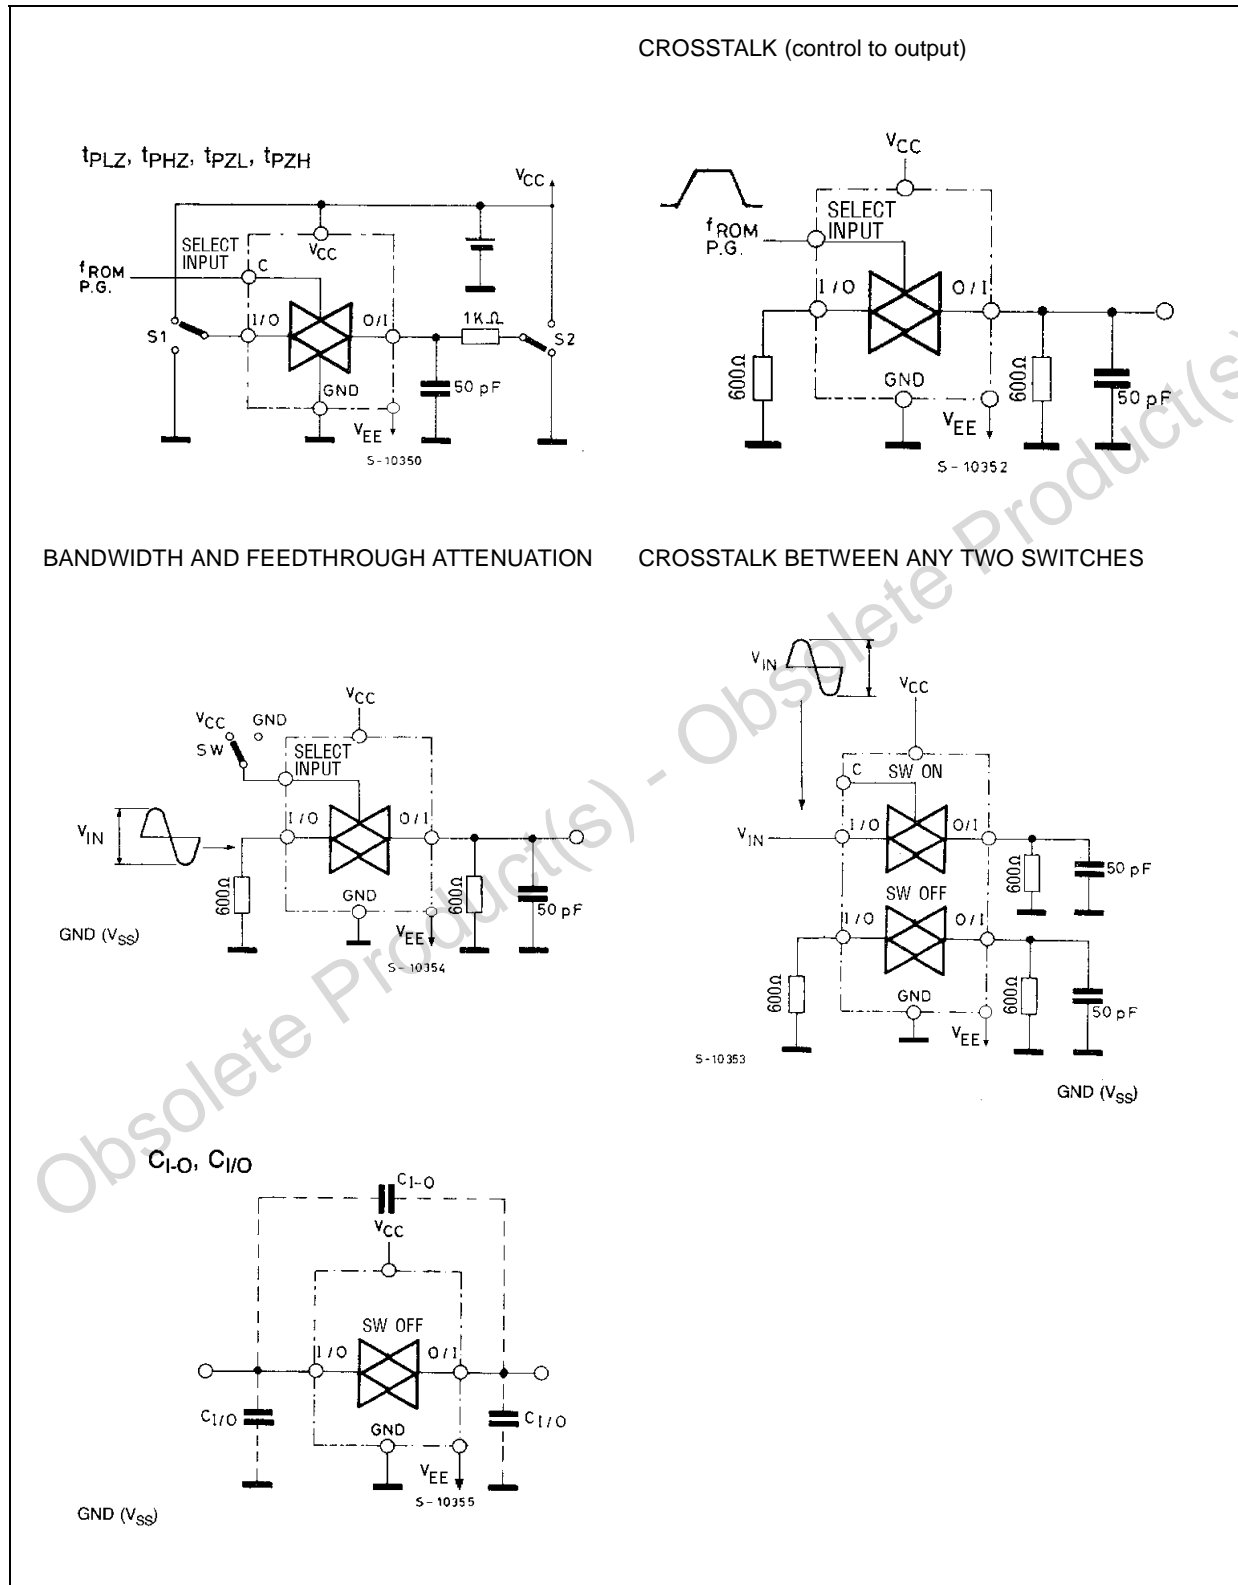 CROSSTALK (control to output)
tPLZ, tPHZ, tPZL, tPZH
VCC
SELECT
INPUT
VCC
fROM
P.G.
C
I/O
O/I
1KΩ
S1
S2
GND
50 pF
VEE
S-10350
VCC
SELECT
INPUT
fROM
P.G.
I/O
O/I
600Ω
GND
600Ω
50 pF
VEE
S-10352
BANDWIDTH AND FEEDTHROUGH ATTENUATION
CROSSTALK BETWEEN ANY TWO SWITCHES
VCC
VCC
GND
SW
SELECT
INPUT
VIN
I/O
O/I
600Ω
GND
600Ω
50 pF
GND (VSS)
VEE
S-10354
VIN
VCC
C
SW ON
VIN
I/O
O/I
600Ω
50 pF
SW OFF
I/O
O/I
600Ω
GND
600Ω
50 pF
VEE
S-10353
GND (VSS)
CI-O, CI/O
CI-O
VCC
SW OFF
I/O
O/I
CI/O
GND
CI/O
VEE
S-10355
GND (VSS)
Obsolete Product(s) - Obsolete Product(s)